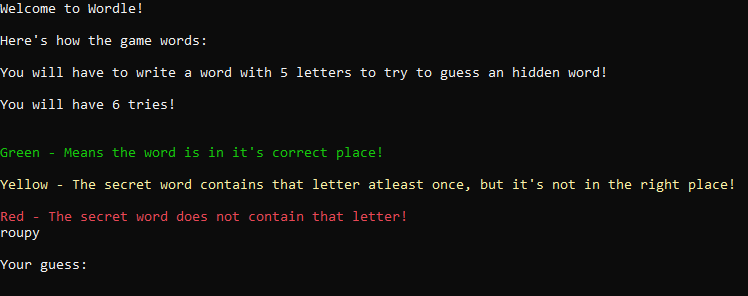 Welcome to Wordle!
Here's how the game words:
You will have to write a word with 5 letters to try to guess an hidden word!
You will have 6 tries!
Green - Means the word is in it's correct place!
Yellow - The secret word contains that letter atleast once, but it's not in the right place!
Red - The secret word does not contain that letter!
roupy
Your guess: